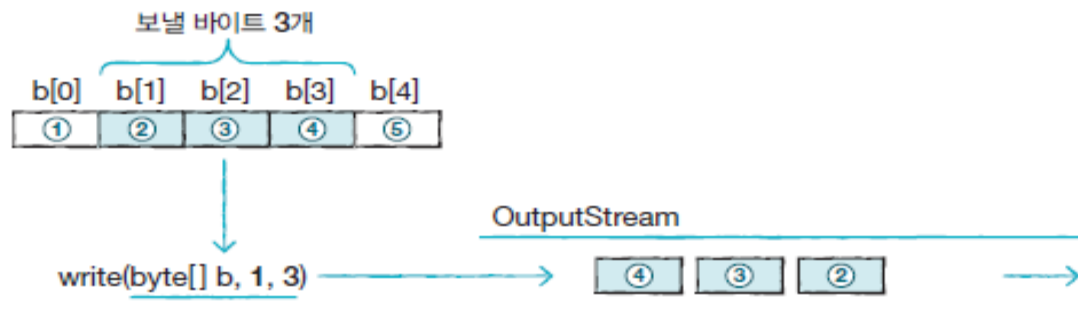 보낼 바이트 3개
b[0] b[1] b[2] b[3] b[4]
① ② ③ ④ ⑤
OutputStream
write(byte[] b, 1, 3)
④ ③ ②